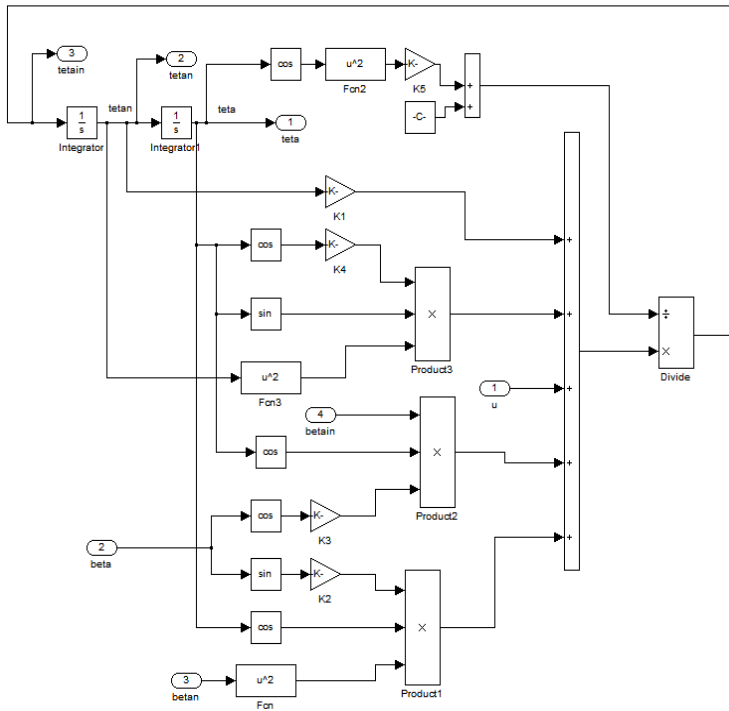 3
tetain
2
tetan
cos
u^2
Fcn2
K-
K5
+
+
-C-
1
s
Integrator
tetan
1
s
Integrator1
teta
1
teta
K-
K1
+
cos
K-
K4
sin
×
Product3
+
u^2
Fcn3
÷
×
Divide
1
u
+
4
betain
cos
×
Product2
+
cos
K-
K3
2
beta
sin
K-
K2
+
cos
×
Product1
3
betan
u^2
Fcn